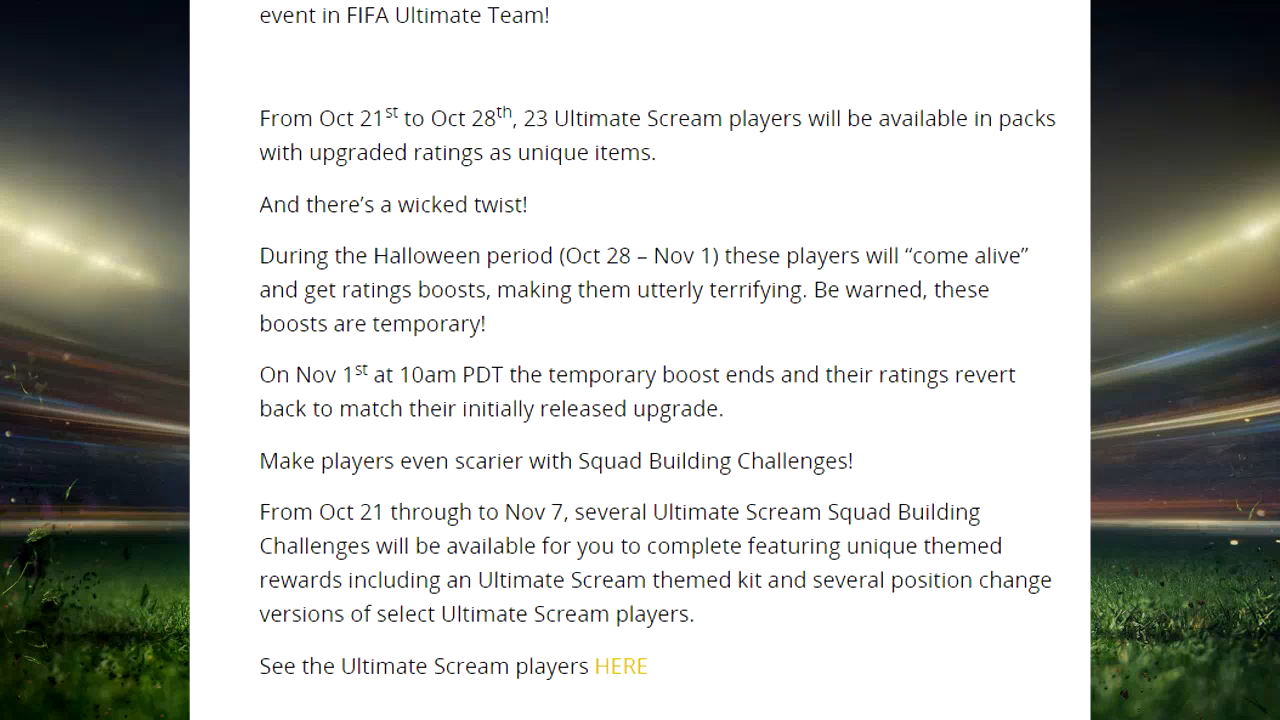 event in FIFA Ultimate Team!
From Oct 21st to Oct 28th, 23 Ultimate Scream players will be available in packs
with upgraded ratings as unique items.
And there’s a wicked twist!
During the Halloween period (Oct 28 – Nov 1) these players will “come alive”
and get ratings boosts, making them utterly terrifying. Be warned, these
boosts are temporary!
On Nov 1st at 10am PDT the temporary boost ends and their ratings revert
back to match their initially released upgrade.
Make players even scarier with Squad Building Challenges!
From Oct 21 through to Nov 7, several Ultimate Scream Squad Building
Challenges will be available for you to complete featuring unique themed
rewards including an Ultimate Scream themed kit and several position change
versions of select Ultimate Scream players.
See the Ultimate Scream players HERE